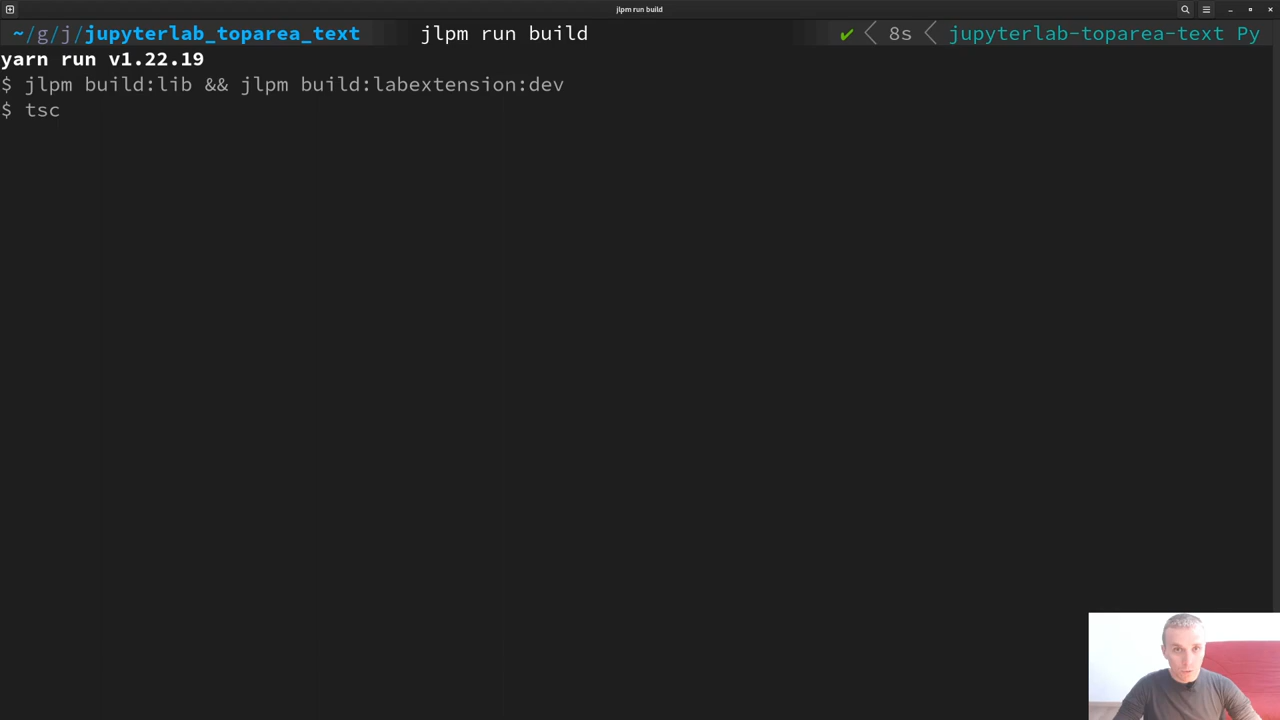 jlpm run build
~/g/j/jupyterlab_toparea_text jlpm run build ✔ 8s jupyterlab-toparea-text Py
yarn run v1.22.19
$ jlpm build:lib && jlpm build:labextension:dev
$ tsc